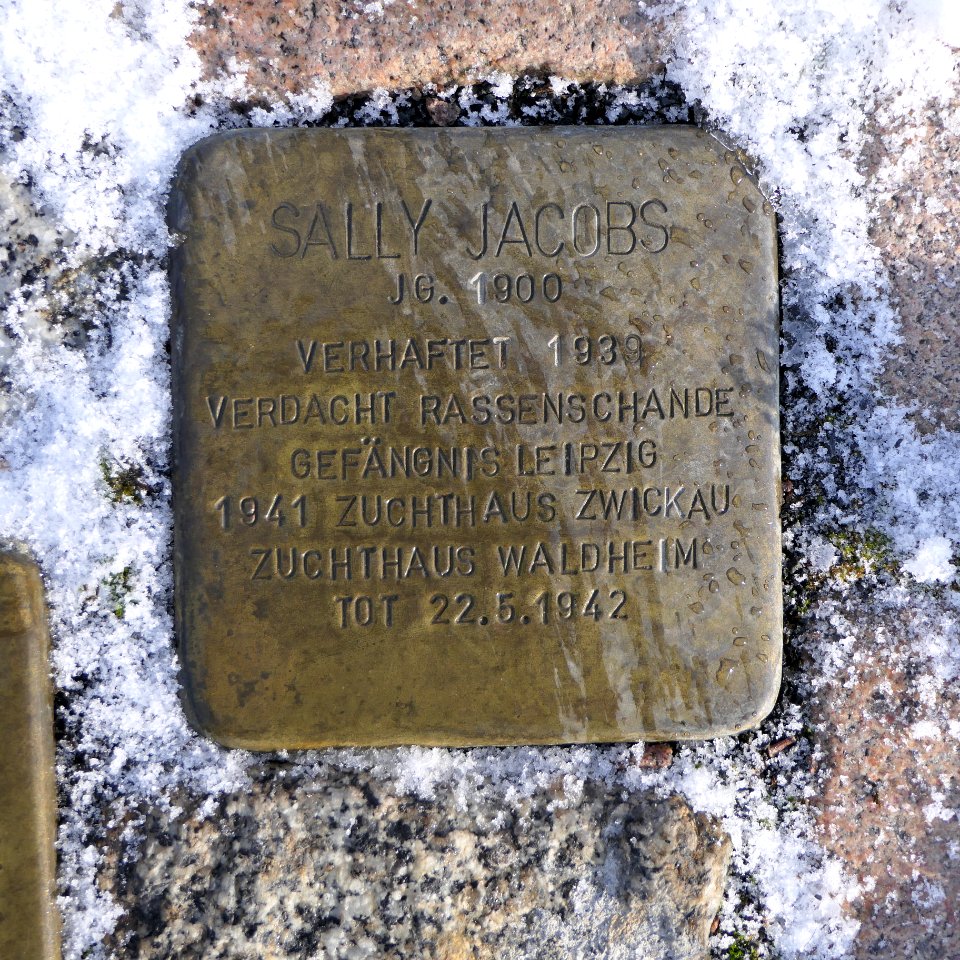 SALLY JACOBS
JG. 1900
VERHAFTET 1939
VERDACHT RASSENSCHANDE
GEFÄNGNIS LEIPZIG
1941 ZUCHTHAUS ZWICKAU
ZUCHTHAUS WALDHEIM
TOT 22.5.1942